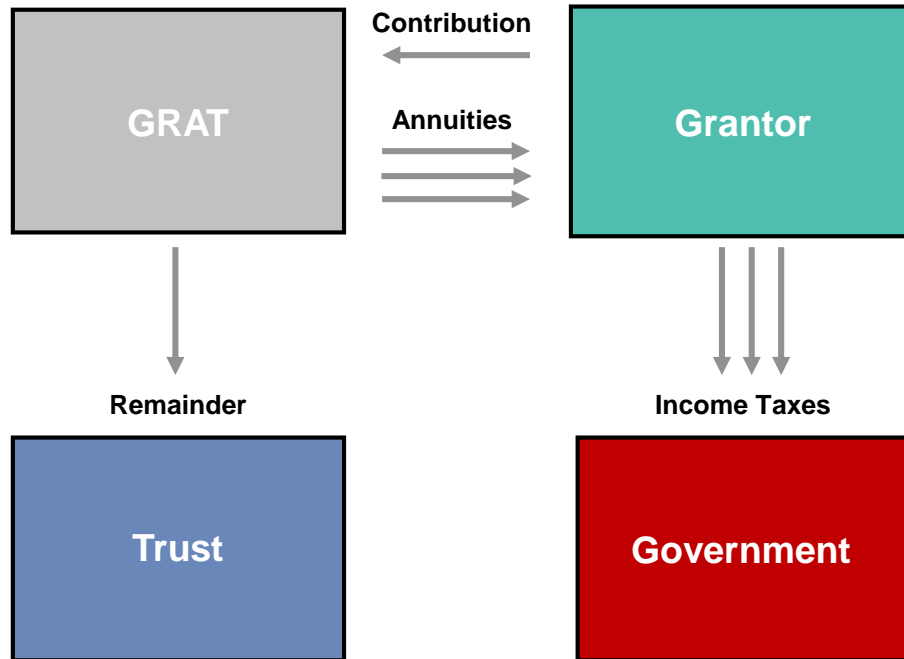 Contribution
GRAT
Annuities
Grantor
Remainder
Income Taxes
Trust
Government